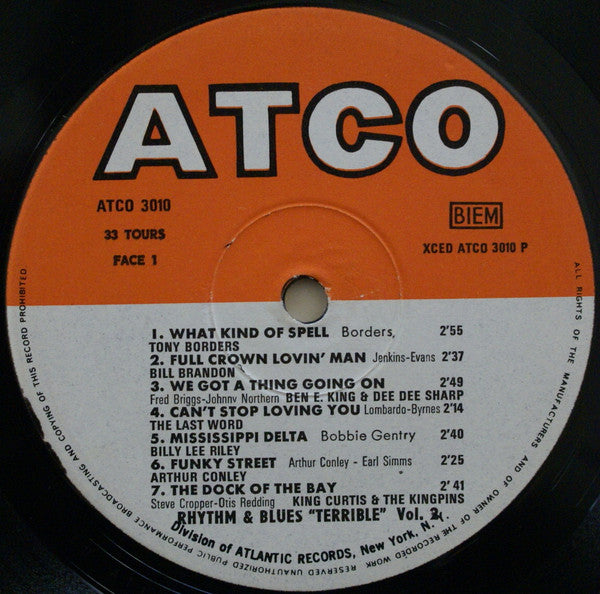 ATCO
ATCO 3010
BIEM
33 TOURS
XCED ATCO 3010 P
FACE 1
1. WHAT KIND OF SPELL Borders, 2'55
TONY BORDERS
2. FULL CROWN LOVIN' MAN Jenkins-Evans 2'37
BILL BRANDON
3. WE GOT A THING GOING ON 2'49
Fred Briggs-Johnny Northern BEN E. KING & DEE DEE SHARP
4. CAN'T STOP LOVING YOU Lombardo-Byrnes 2'14
THE LAST WORD
5. MISSISSIPPI DELTA Bobbie Gentry 2'40
BILLY LEE RILEY
6. FUNKY STREET Arthur Conley - Earl Simms 2'25
ARTHUR CONLEY
7. THE DOCK OF THE BAY 2'41
Steve Cropper-Otis Redding KING CURTIS & THE KINGPINS
RHYTHM & BLUES "TERRIBLE" Vol. 2
Division of ATLANTIC RECORDS, New York, N.Y.
ALL RIGHTS OF THE MANUFACTURERS AND OF OWNER OF THE RECORDED WORK RESERVED UNAUTHORIZED PUBLIC PERFORMANCE BROADCASTING AND COPYING OF THIS RECORD PROHIBITED